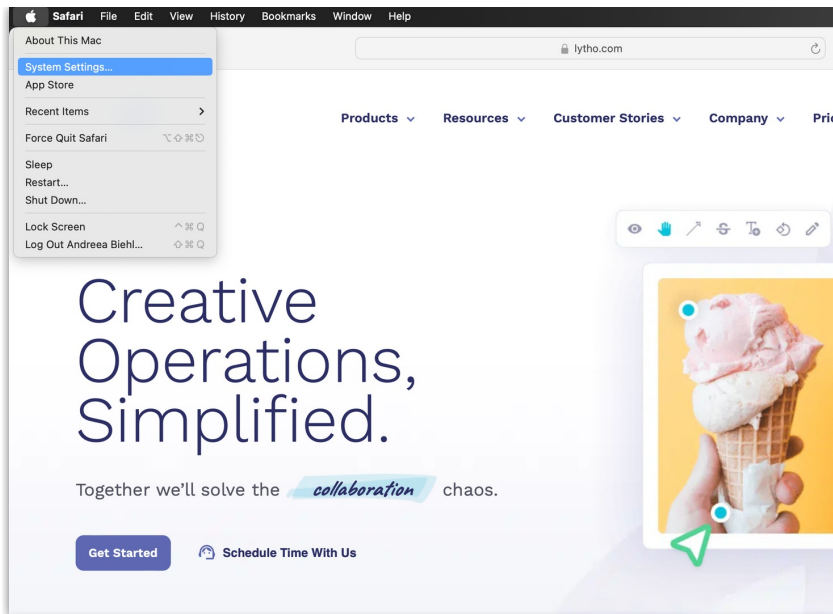 Safari File Edit View History Bookmarks Window Help
About This Mac
System Settings...
App Store
Recent Items
Force Quit Safari ⌥⇧⌘⎋
Sleep
Restart...
Shut Down...
Lock Screen ^⌘Q
Log Out Andreea Biehl... ⇧⌘Q
lytho.com
Products Resources Customer Stories Company Pric
Creative
Operations,
Simplified.
Together we’ll solve the collaboration chaos.
Get Started Schedule Time With Us